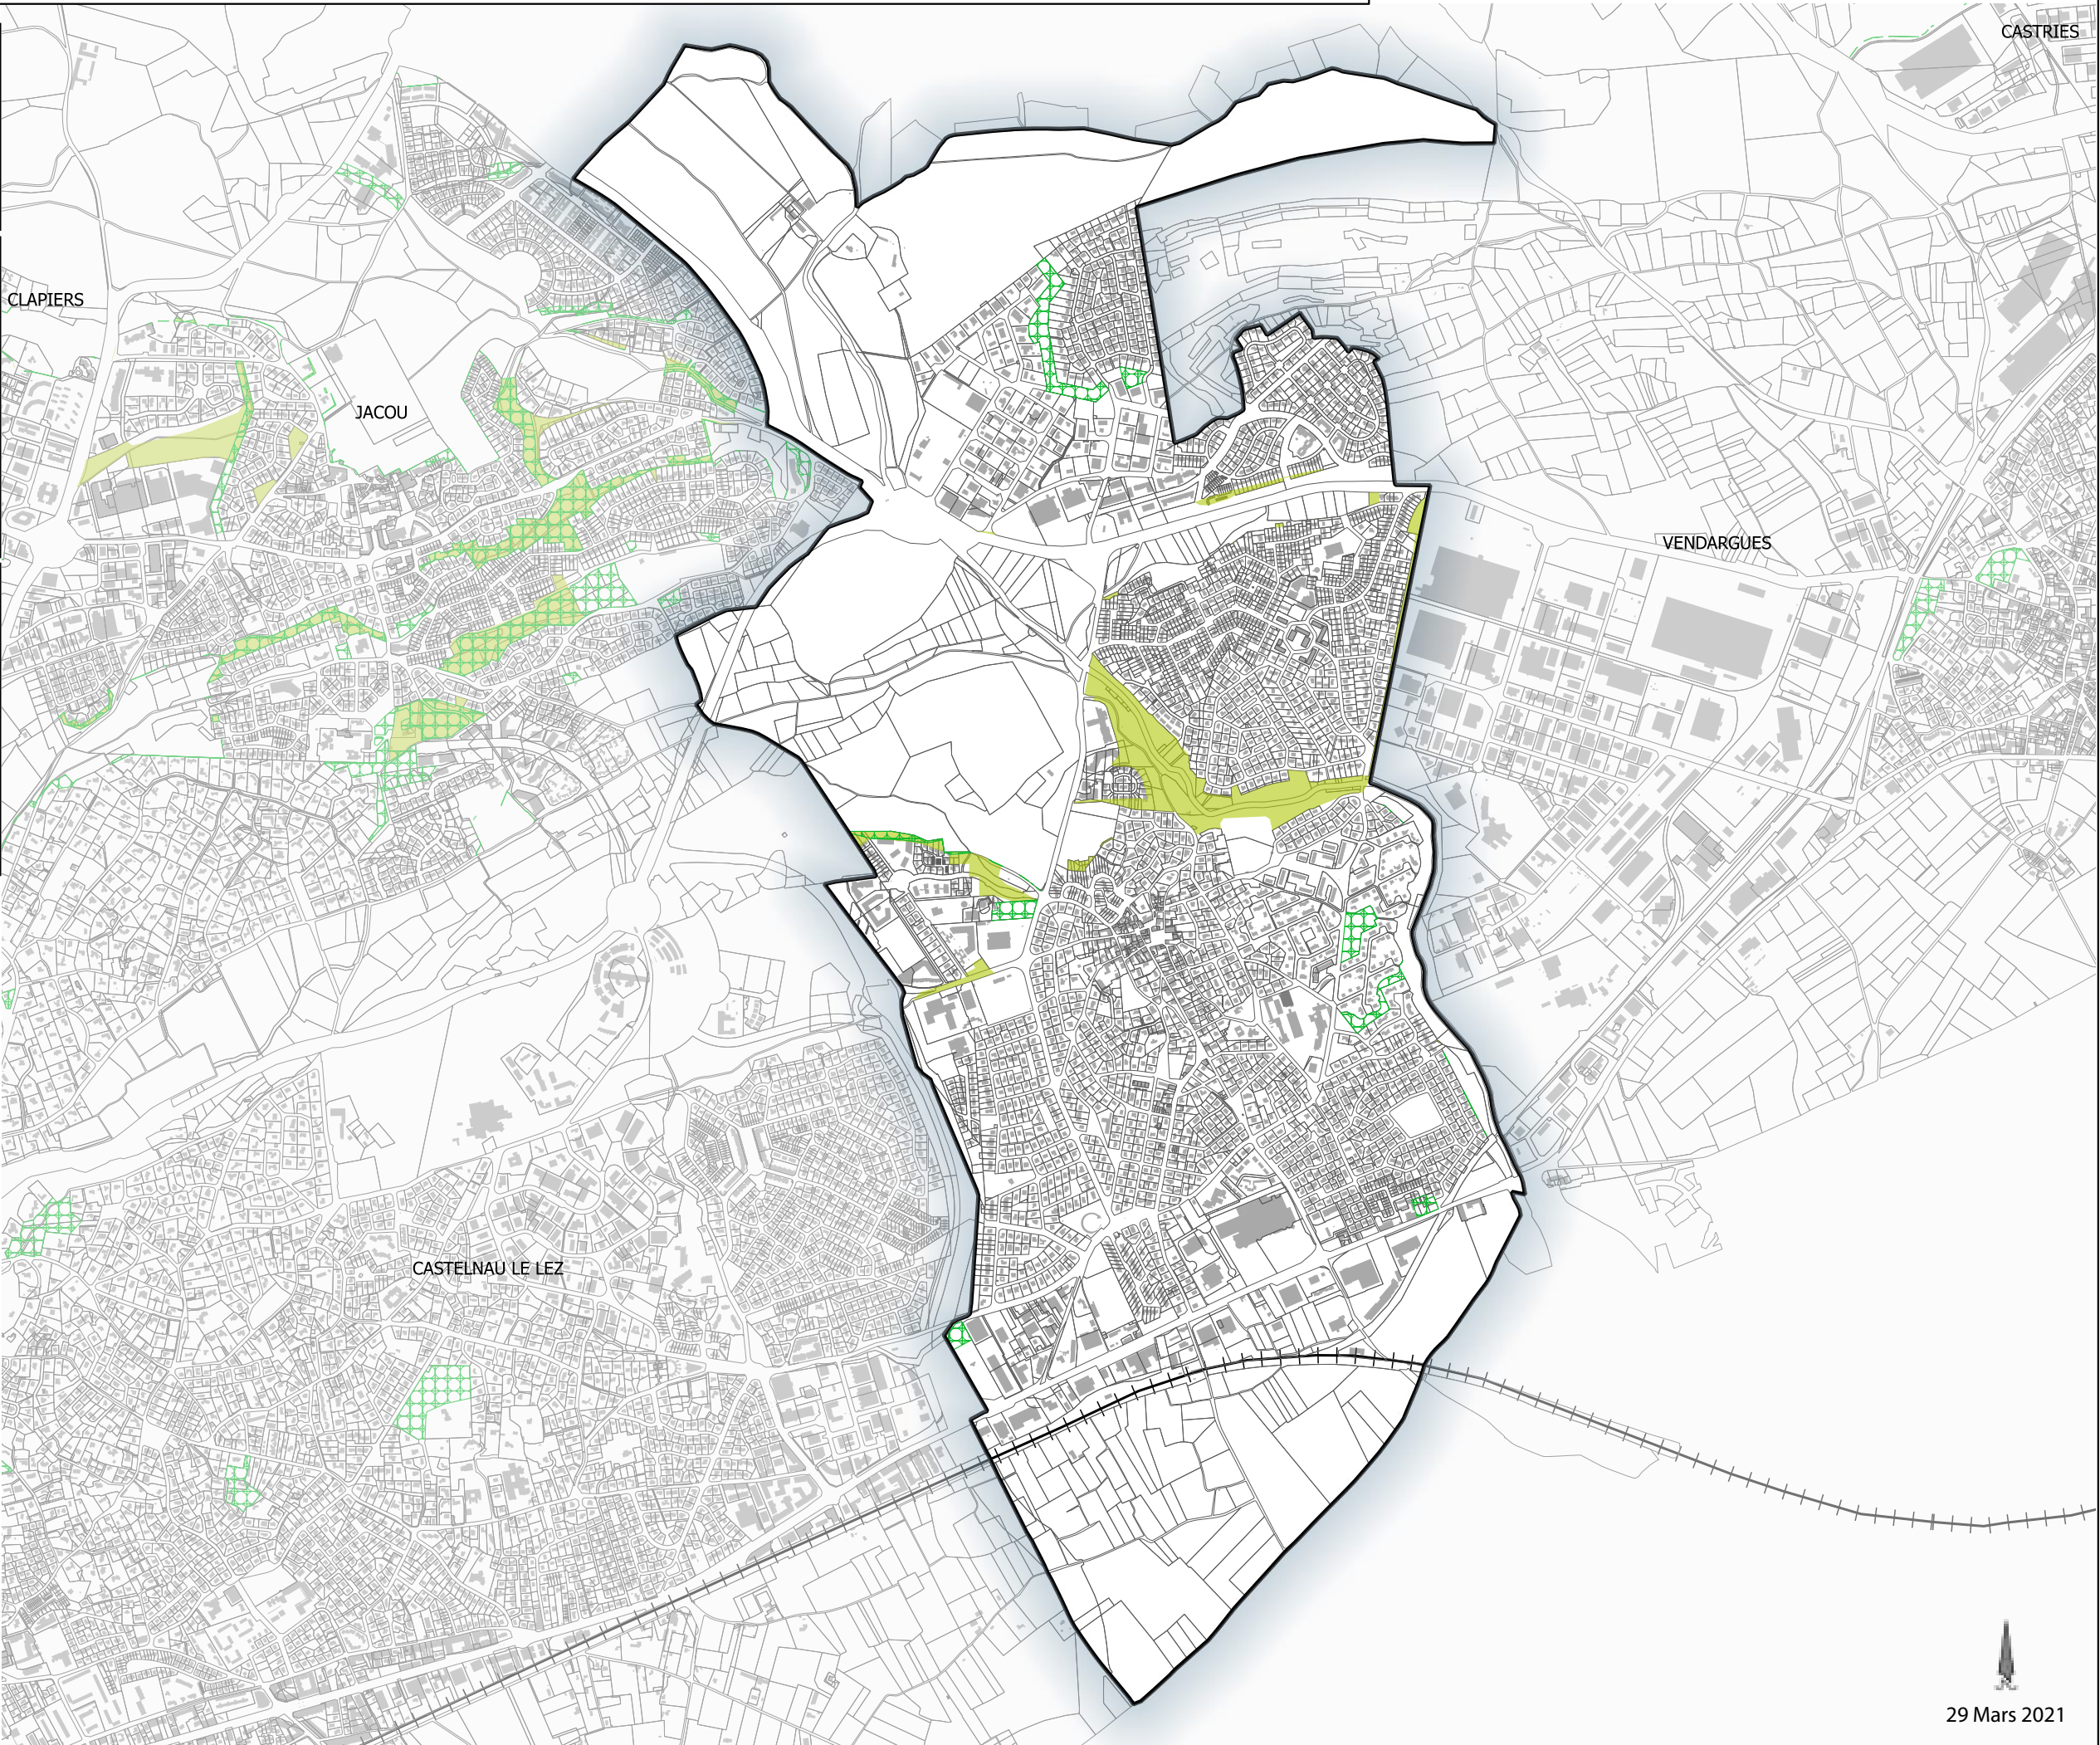 CASTRIES
CLAPIERS
JACOU
VENDARGUES
CASTELNAU LE LEZ
29 Mars 2021